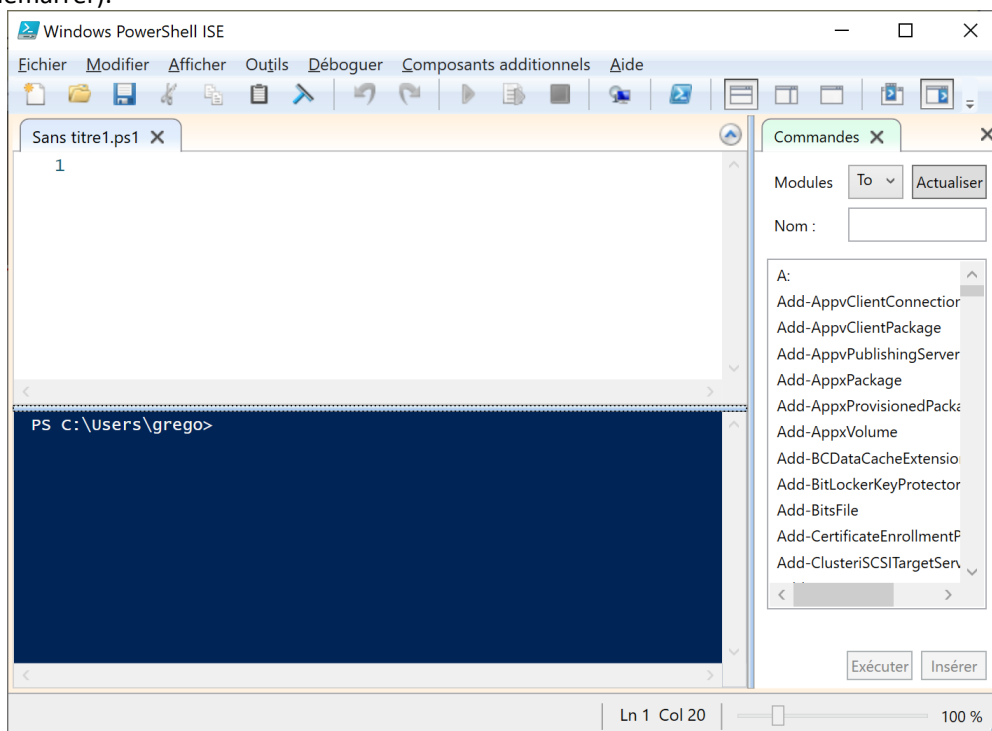 démarrer).
Windows PowerShell ISE
Fichier Modifier Afficher Outils Déboguer Composants additionnels Aide
Sans titre1.ps1
1
PS C:\Users\grego>
Commandes
Modules To Actualiser
Nom :
A:
Add-AppvClientConnection
Add-AppvClientPackage
Add-AppvPublishingServer
Add-AppxPackage
Add-AppxProvisionedPacka
Add-AppxVolume
Add-BCDataCacheExtensio
Add-BitLockerKeyProtector
Add-BitsFile
Add-CertificateEnrollmentP
Add-ClusteriSCSITargetServ
Exécuter Insérer
Ln 1 Col 20
100 %